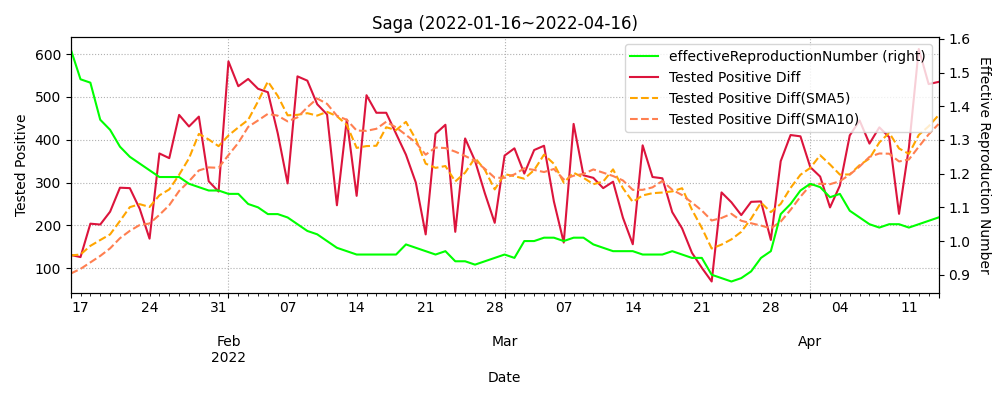 Saga (2022-01-16~2022-04-16)
effectiveReproductionNumber (right)
Tested Positive Diff
Tested Positive Diff(SMA5)
Tested Positive Diff(SMA10)
Tested Positive
600
500
400
300
200
100
1.6
1.5
1.4
1.3
1.2
1.1
1.0
0.9
Effective Reproduction Number
17 24 31 07 14 21 28 07 14 21 28 04 11
Feb Mar Apr
2022
Date